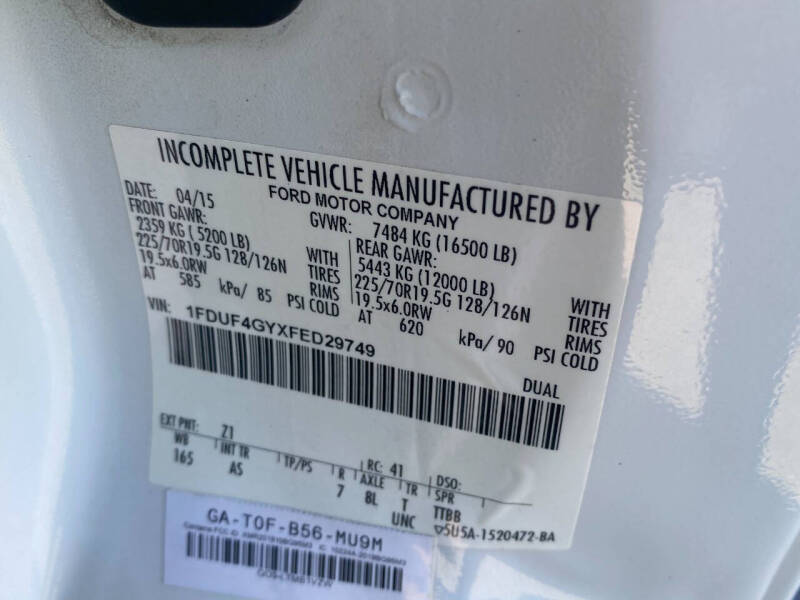 INCOMPLETE VEHICLE MANUFACTURED BY
FORD MOTOR COMPANY
DATE: 04/15 GVWR: 7484 KG (16500 LB)
FRONT GAWR: REAR GAWR:
2359 KG ( 5200 LB) 5443 KG (12000 LB)
225/70R19.5G 128/126N WITH TIRES 225/70R19.5G 128/126N WITH TIRES
19.5x6.0RW RIMS 19.5x6.0RW RIMS
AT 585 kPa/ 85 PSI COLD AT 620 kPa/ 90 PSI COLD
VIN: 1FDUF4GYXFED29749
DUAL
EXT PNT: Z1 RC: 41 DSO:
WB INT TR TP/PS R AXLE TR SPR
165 AS 7 8L T TTBB
UNC 5U5A-1520472-BA
GA-T0F-B56-MU9M